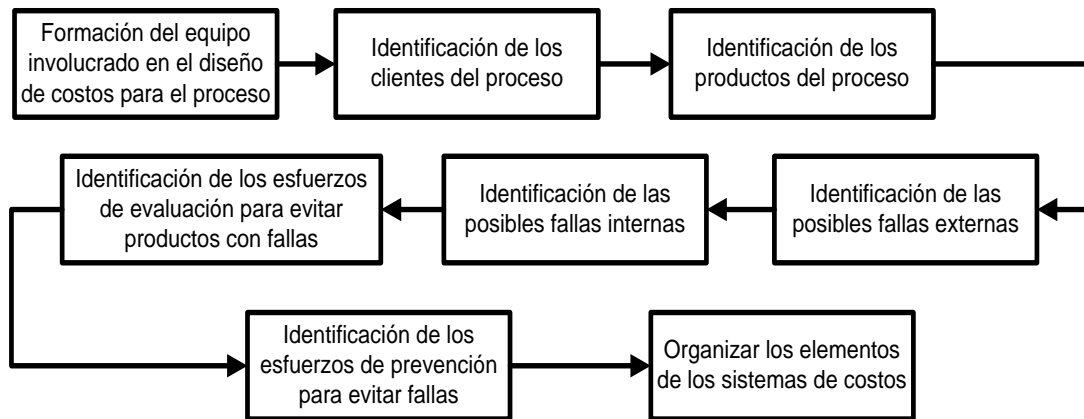 Formación del equipo
involucrado en el diseño
de costos para el proceso
Identificación de los
clientes del proceso
Identificación de los
productos del proceso
Identificación de las
posibles fallas externas
Identificación de las
posibles fallas internas
Identificación de los esfuerzos
de evaluación para evitar
productos con fallas
Identificación de los
esfuerzos de prevención
para evitar fallas
Organizar los elementos
de los sistemas de costos